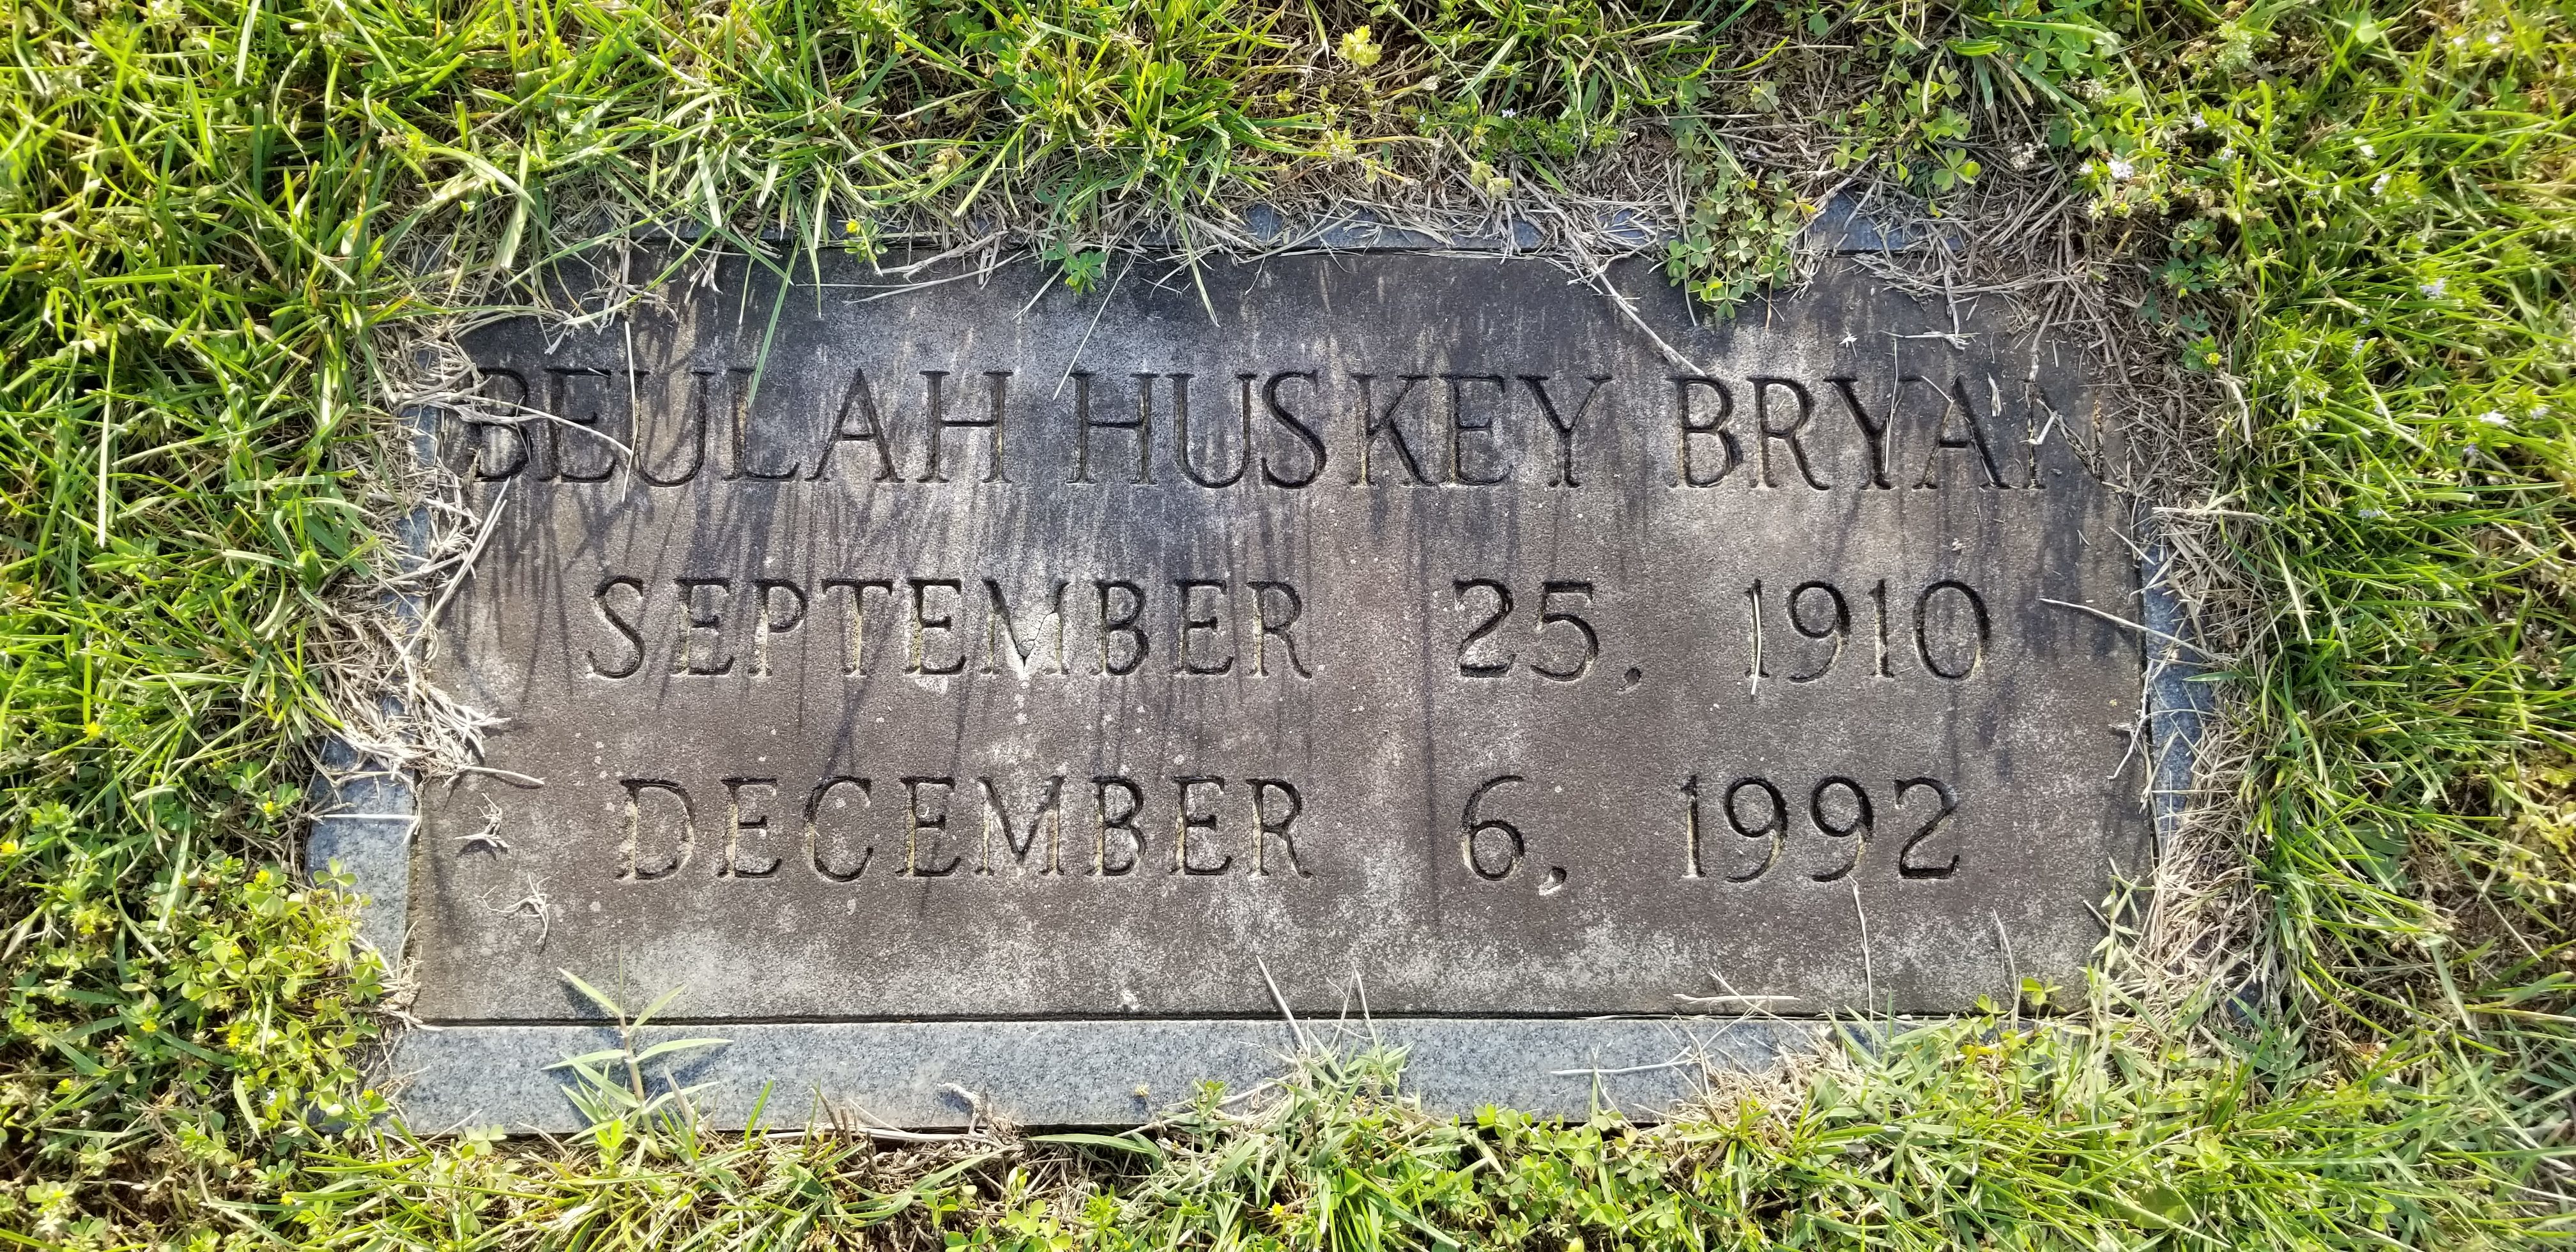 BEULAH HUSKEY BRYAN
SEPTEMBER 25, 1910
DECEMBER 6, 1992